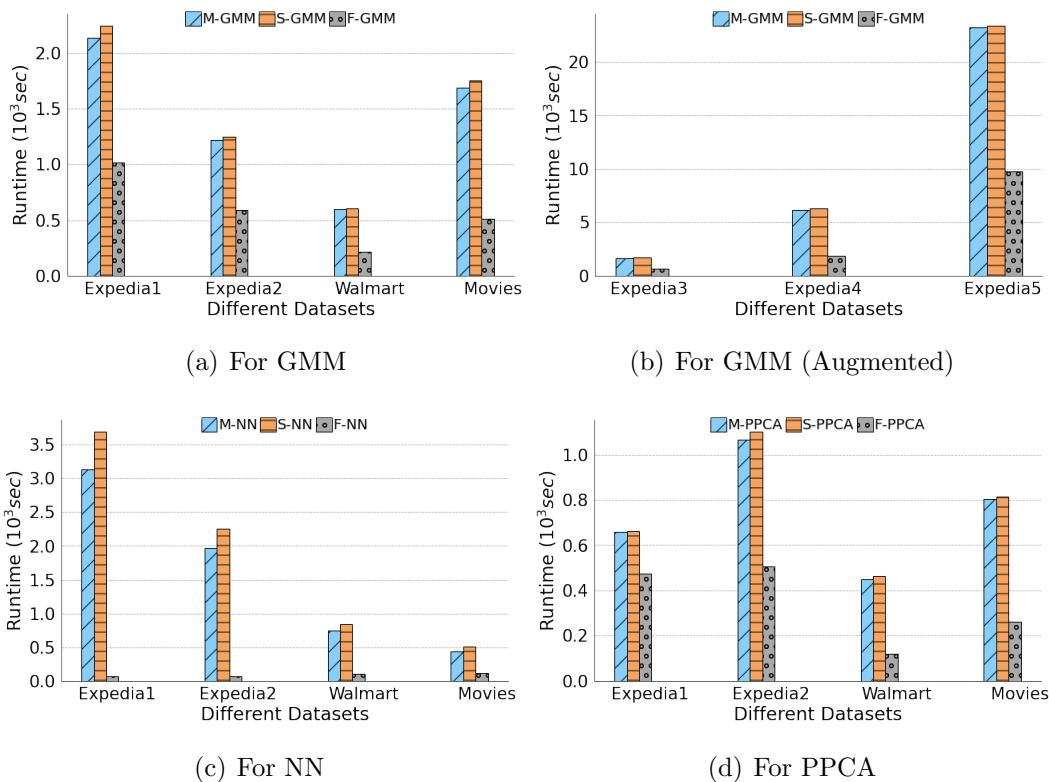 M-GMM S-GMM F-GMM
Runtime (10³sec)
2.0
1.5
1.0
0.5
0.0
Expedia1 Expedia2 Walmart Movies
Different Datasets
(a) For GMM
M-GMM S-GMM F-GMM
Runtime (10³sec)
20
15
10
5
0
Expedia3 Expedia4 Expedia5
Different Datasets
(b) For GMM (Augmented)
M-NN S-NN F-NN
Runtime (10³sec)
3.5
3.0
2.5
2.0
1.5
1.0
0.5
0.0
Expedia1 Expedia2 Walmart Movies
Different Datasets
(c) For NN
M-PPCA S-PPCA F-PPCA
Runtime (10³sec)
1.0
0.8
0.6
0.4
0.2
0.0
Expedia1 Expedia2 Walmart Movies
Different Datasets
(d) For PPCA